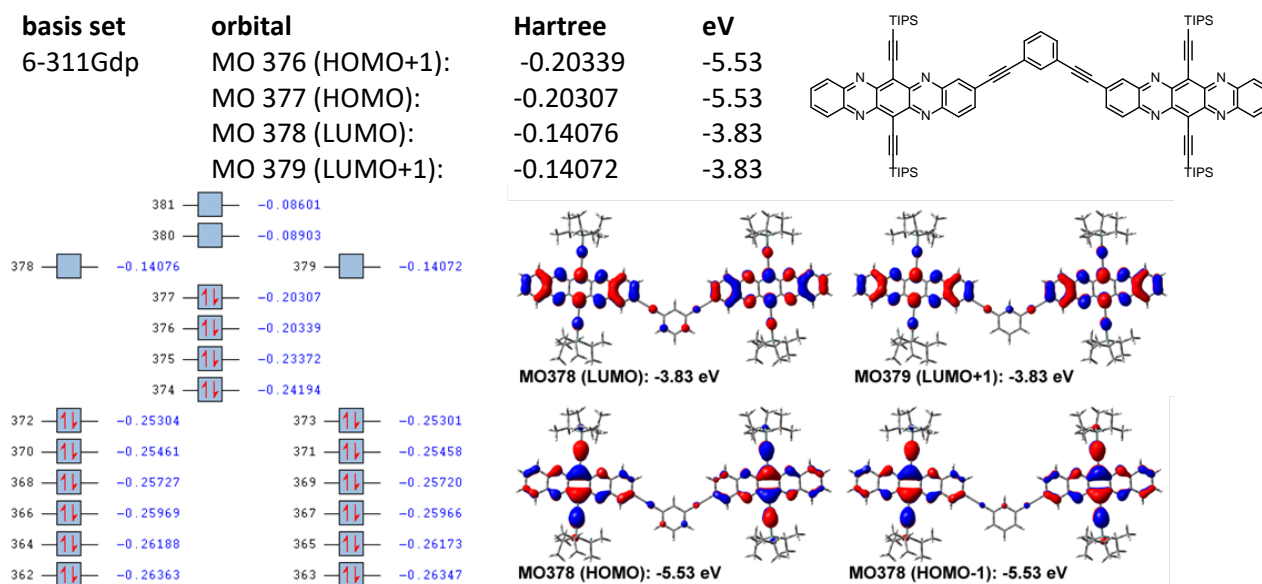 basis set orbital Hartree eV
6-311Gdp MO 376 (HOMO+1): -0.20339 -5.53
MO 377 (HOMO): -0.20307 -5.53
MO 378 (LUMO): -0.14076 -3.83
MO 379 (LUMO+1): -0.14072 -3.83
TIPS TIPS
N N N N
N N N N
TIPS TIPS
381 -0.08601
380 -0.08903
378 -0.14076 379 -0.14072
377 -0.20307
376 -0.20339
375 -0.23372
374 -0.24194
372 -0.25304 373 -0.25301
370 -0.25461 371 -0.25458
368 -0.25727 369 -0.25720
366 -0.25969 367 -0.25966
364 -0.26188 365 -0.26173
362 -0.26363 363 -0.26347
MO378 (LUMO): -3.83 eV MO379 (LUMO+1): -3.83 eV
MO378 (HOMO): -5.53 eV MO378 (HOMO-1): -5.53 eV